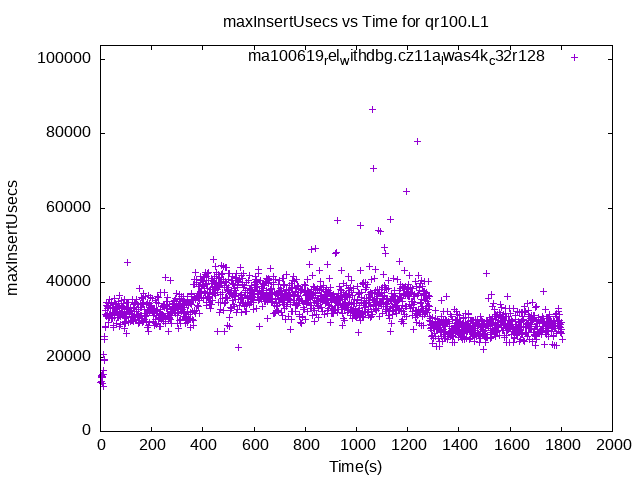 maxInsertUsecs vs Time for qr100.L1
ma100619_rel_withdbg.cz11a_lwas4k_c32r128
100000
80000
60000
40000
20000
0
maxInsertUsecs
0 200 400 600 800 1000 1200 1400 1600 1800 2000
Time(s)